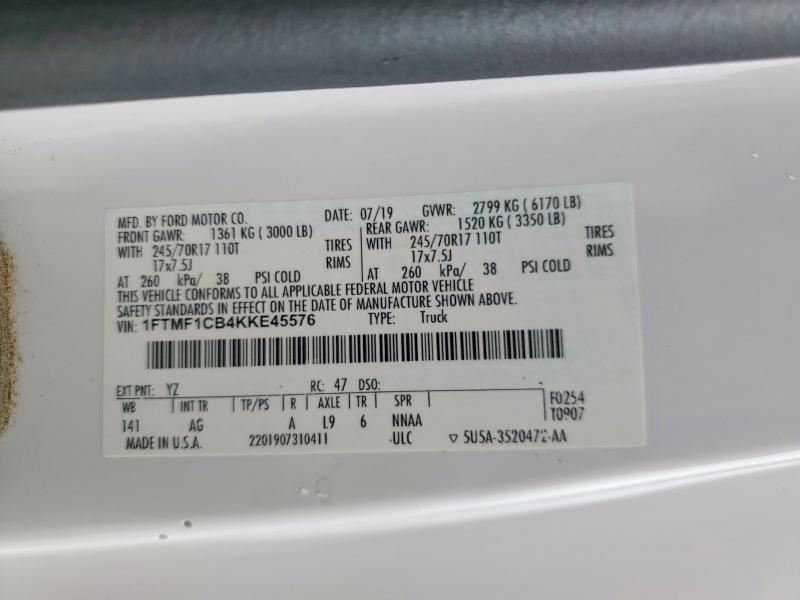 MFD. BY FORD MOTOR CO. DATE: 07/19 GVWR: 2799 KG ( 6170 LB)
FRONT GAWR: 1361 KG ( 3000 LB) REAR GAWR: 1520 KG ( 3350 LB)
WITH 245/70R17 110T TIRES WITH 245/70R17 110T TIRES
17x7.5J RIMS 17x7.5J RIMS
AT 260 kPa/ 38 PSI COLD AT 260 kPa/ 38 PSI COLD
THIS VEHICLE CONFORMS TO ALL APPLICABLE FEDERAL MOTOR VEHICLE
SAFETY STANDARDS IN EFFECT ON THE DATE OF MANUFACTURE SHOWN ABOVE.
VIN: 1FTMF1CB4KKE45576 TYPE: Truck
EXT PNT: YZ RC: 47 DSO: F0254
WB INT TR TP/PS R AXLE TR SPR T0907
141 AG A L9 6 NNAA
MADE IN U.S.A. 2201907310411 ULC ▽ 5U5A-3520472-AA